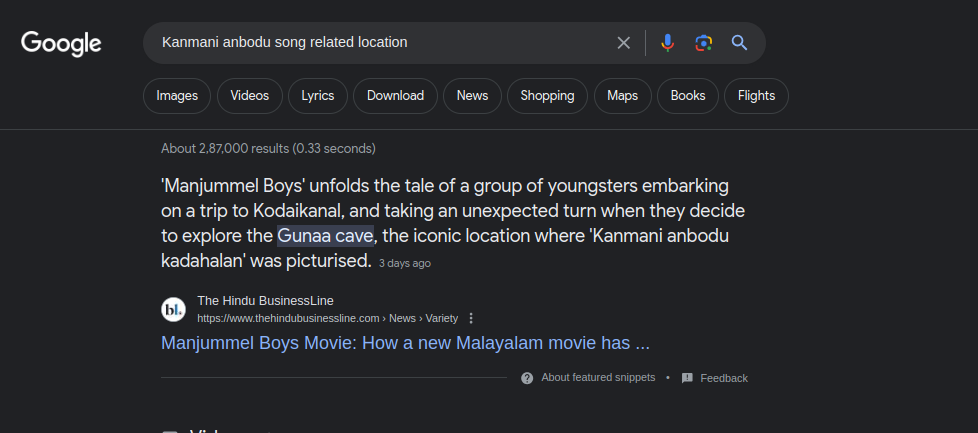 Google
Kanmani anbodu song related location
Images Videos Lyrics Download News Shopping Maps Books Flights
About 2,87,000 results (0.33 seconds)
'Manjummel Boys' unfolds the tale of a group of youngsters embarking
on a trip to Kodaikanal, and taking an unexpected turn when they decide
to explore the Gunaa cave, the iconic location where 'Kanmani anbodu
kadahalan' was picturised. 3 days ago
bl.
The Hindu BusinessLine
https://www.thehindubusinessline.com › News › Variety
Manjummel Boys Movie: How a new Malayalam movie has ...
About featured snippets • Feedback